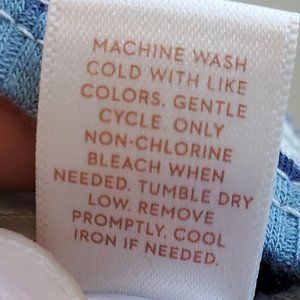 MACHINE WASH
COLD WITH LIKE
COLORS. GENTLE
CYCLE. ONLY
NON-CHLORINE
BLEACH WHEN
NEEDED. TUMBLE DRY
LOW. REMOVE
PROMPTLY. COOL
IRON IF NEEDED.